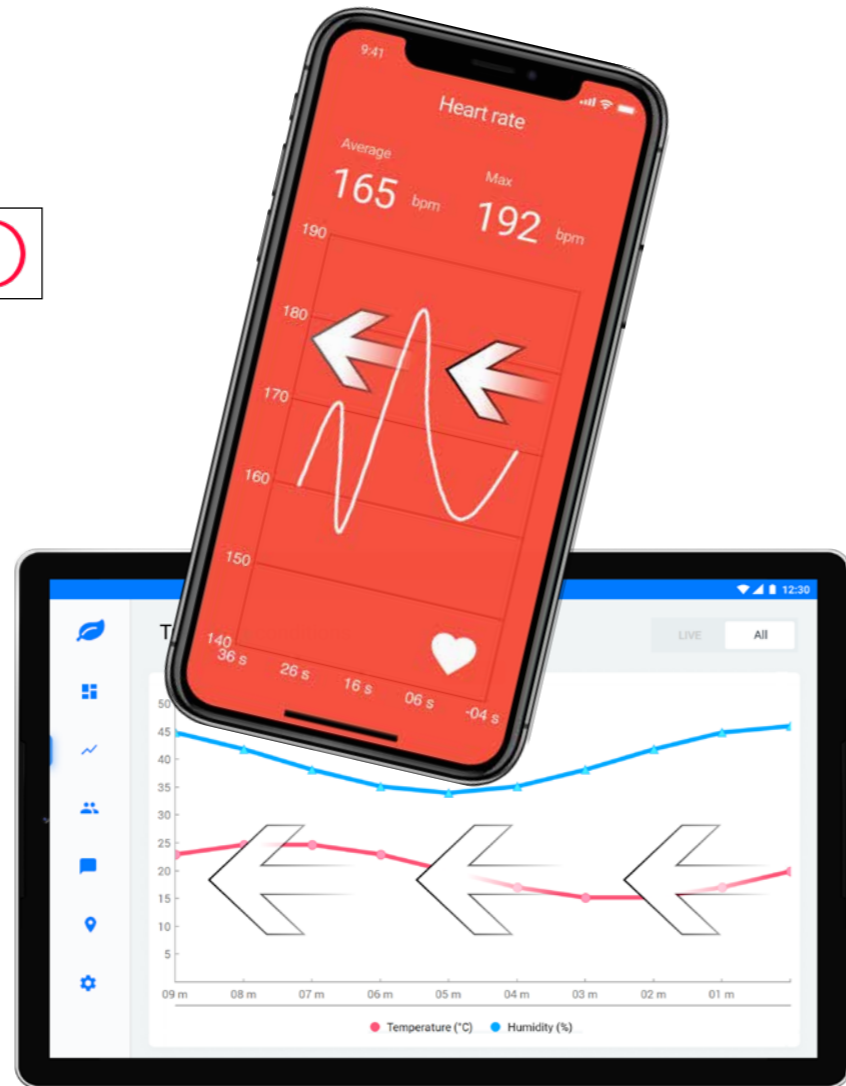 9:41
Heart rate
Average
Max
165 bpm
192 bpm
190
180
170
160
150
140
36 s
26 s
16 s
06 s
-04 s
12:30
T
LIVE
All
50
45
40
35
30
25
20
15
10
5
09 m
08 m
07 m
06 m
05 m
04 m
03 m
02 m
01 m
Temperature (°C)
Humidity (%)